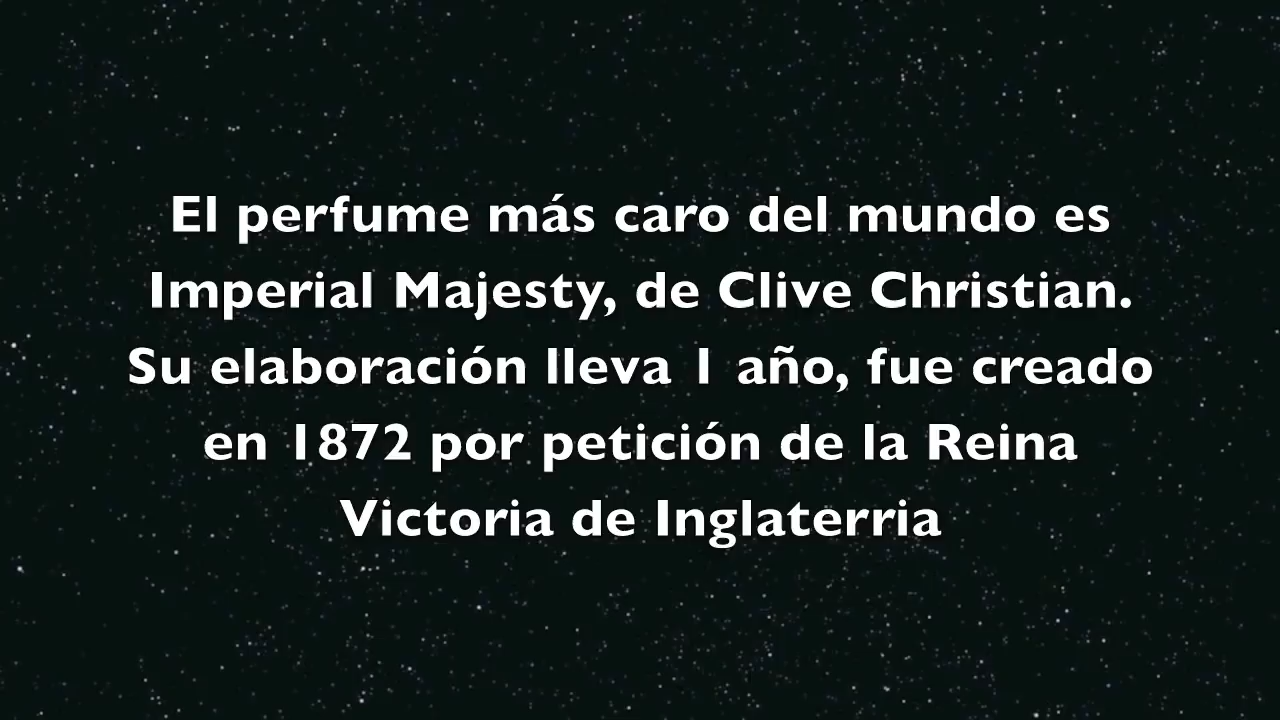 El perfume más caro del mundo es
Imperial Majesty, de Clive Christian.
Su elaboración lleva 1 año, fue creado
en 1872 por petición de la Reina
Victoria de Inglaterria